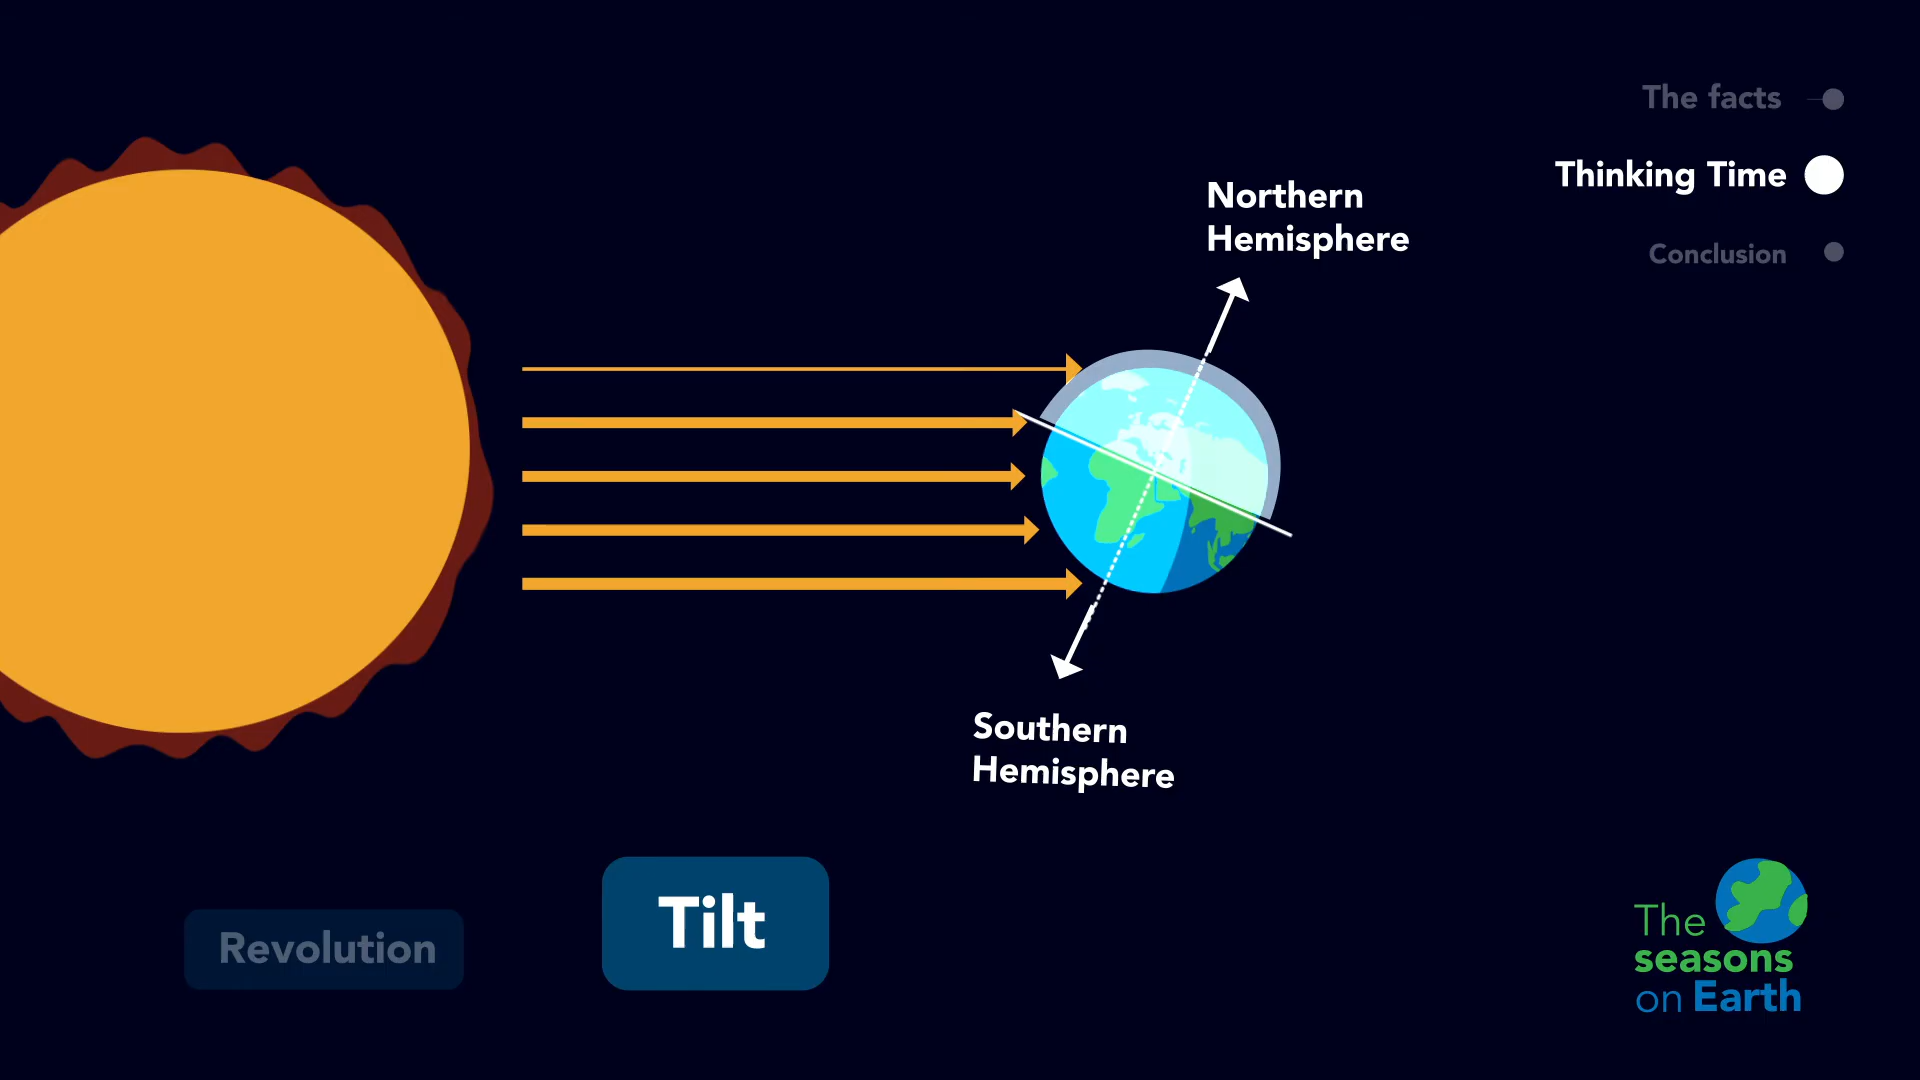 The facts
Thinking Time
Conclusion
Northern
Hemisphere
Southern
Hemisphere
Revolution
Tilt
The
seasons
on Earth